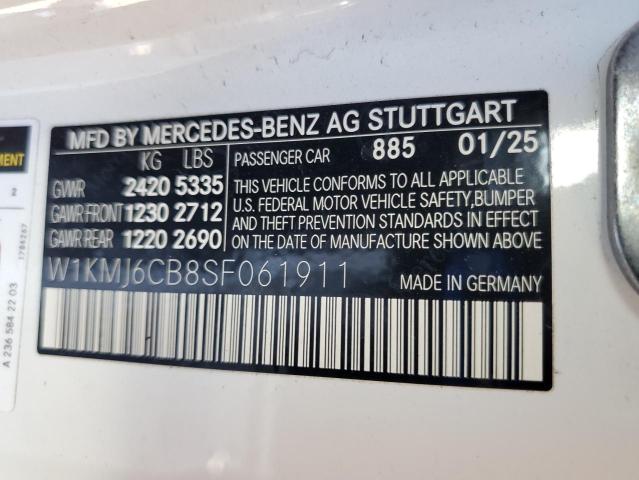 MFD BY MERCEDES-BENZ AG STUTTGART
KG LBS
PASSENGER CAR 885 01/25
GVWR 2420 5335
GAWR FRONT 1230 2712
GAWR REAR 1220 2690
THIS VEHICLE CONFORMS TO ALL APPLICABLE
U.S. FEDERAL MOTOR VEHICLE SAFETY,BUMPER
AND THEFT PREVENTION STANDARDS IN EFFECT
ON THE DATE OF MANUFACTURE SHOWN ABOVE.
W1KMJ6CB8SF061911
MADE IN GERMANY
A 236 584 22 03